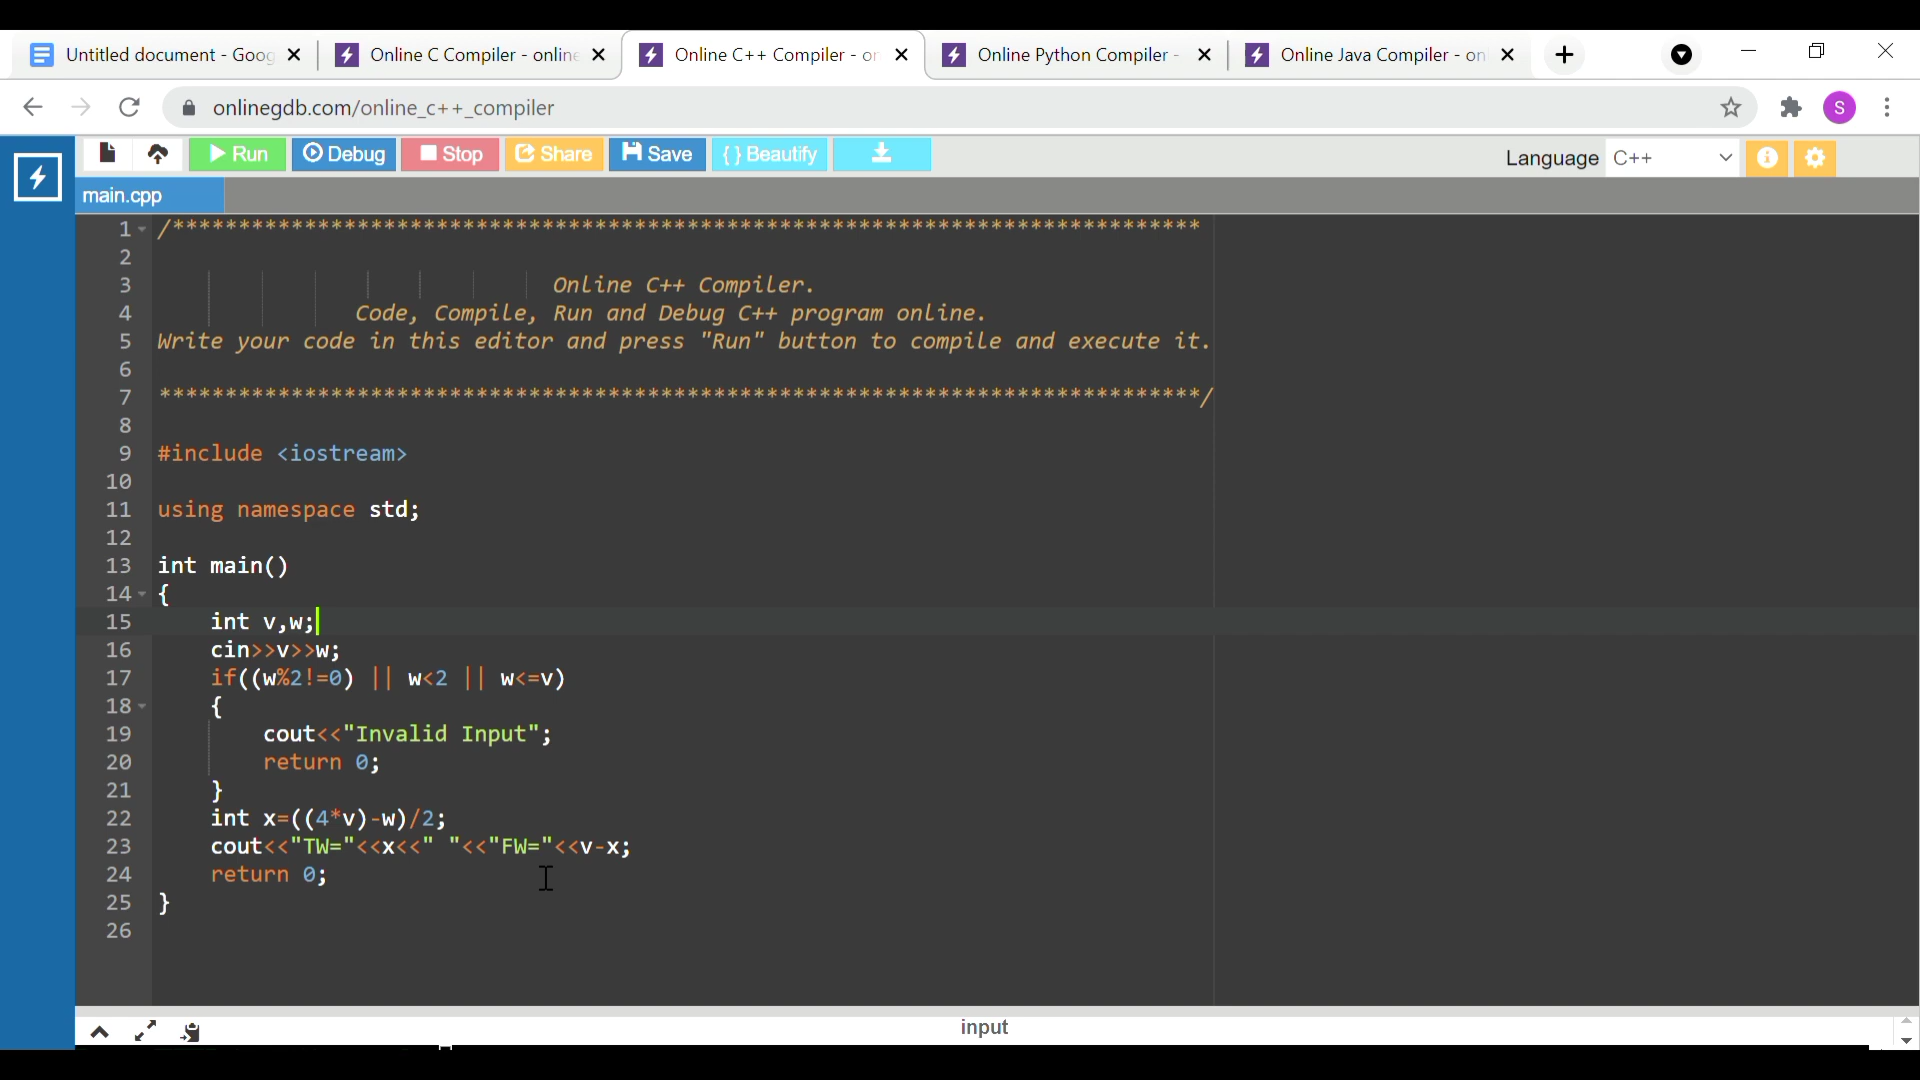 Untitled document - Goog
Online C Compiler - online
Online C++ Compiler - or
Online Python Compiler -
Online Java Compiler - on
onlinegdb.com/online_c++_compiler
S
Run
Debug
Stop
Share
Save
{ } Beautify
Language
C++
main.cpp
1 /*******************************************************************************
2
3 Online C++ Compiler.
4 Code, Compile, Run and Debug C++ program online.
5 Write your code in this editor and press "Run" button to compile and execute it.
6
7 *******************************************************************************/
8
9 #include <iostream>
10
11 using namespace std;
12
13 int main()
14 {
15 int v,w;
16 cin>>v>>w;
17 if((w%2!=0) || w<2 || w<=v)
18 {
19 cout<<"Invalid Input";
20 return 0;
21 }
22 int x=((4*v)-w)/2;
23 cout<<"TW="<<x<<" "<<"FW="<<v-x;
24 return 0;
25 }
26
input